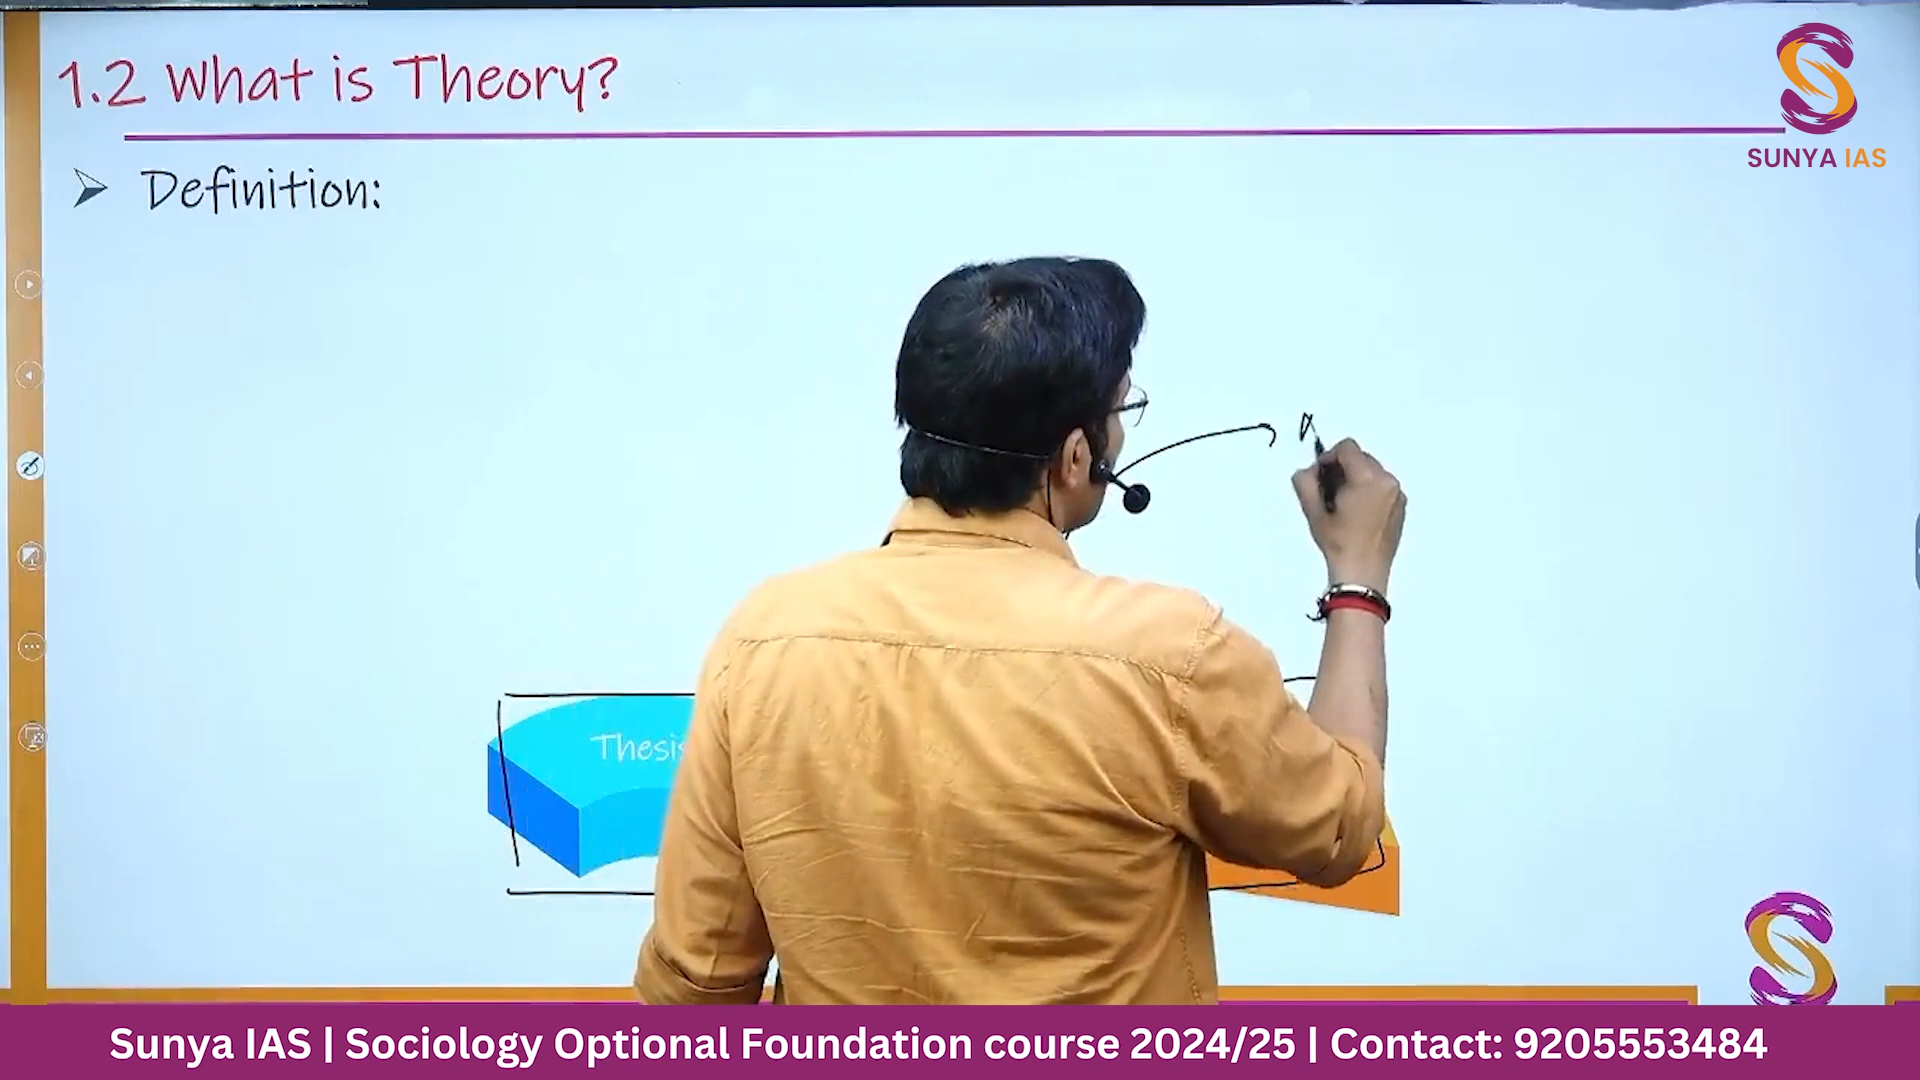 1.2 What is Theory?
SUNYA IAS
➢ Definition:
Thesis
Sunya IAS | Sociology Optional Foundation course 2024/25 | Contact: 9205553484